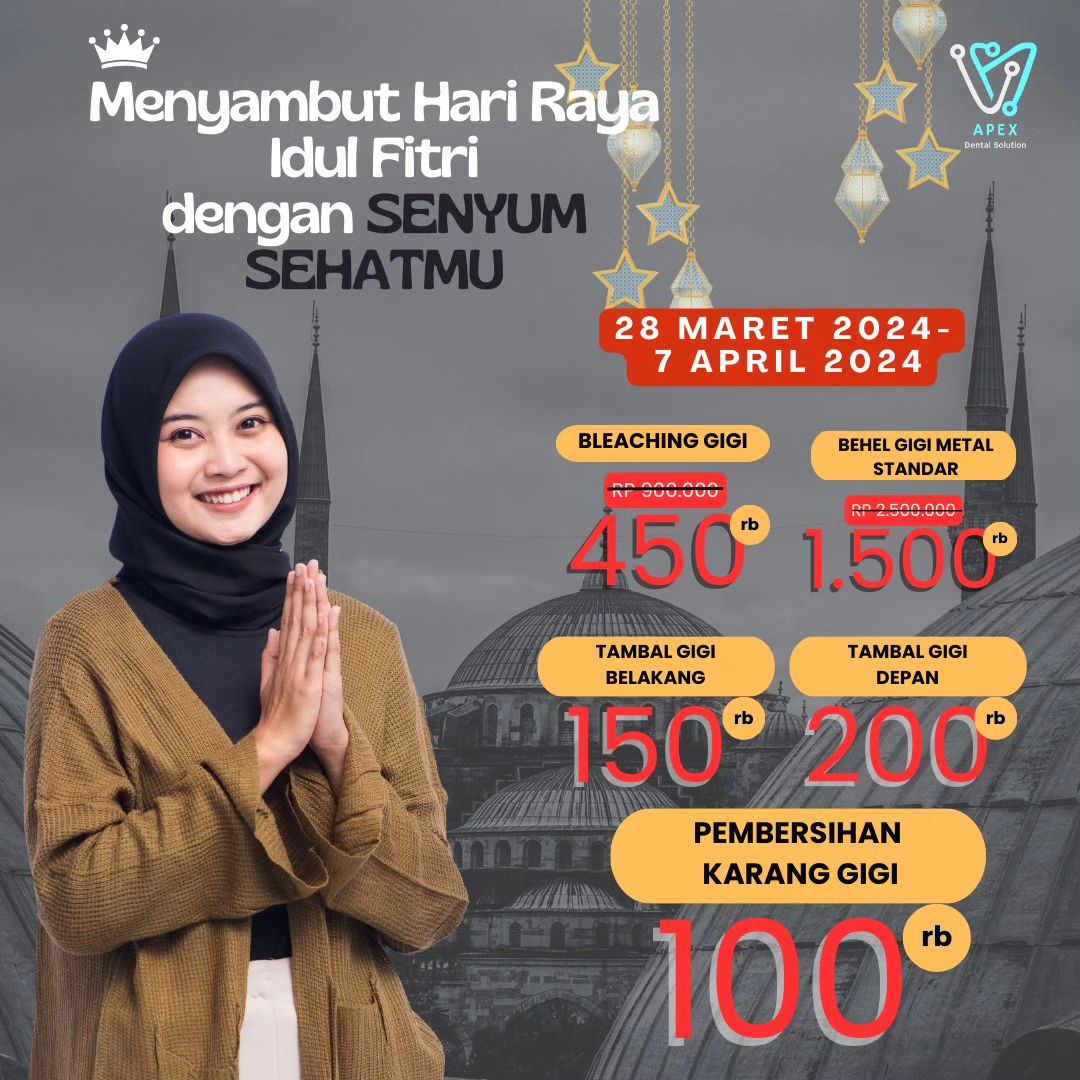 Menyambut Hari Raya
Idul Fitri
dengan SENYUM
SEHATMU
APEX
Dental Solution
28 MARET 2024-
7 APRIL 2024
BLEACHING GIGI
RP 900.000
450 rb
BEHEL GIGI METAL
STANDAR
RP 2.500.000
1.500 rb
TAMBAL GIGI
BELAKANG
150 rb
TAMBAL GIGI
DEPAN
200 rb
PEMBERSIHAN
KARANG GIGI
100 rb